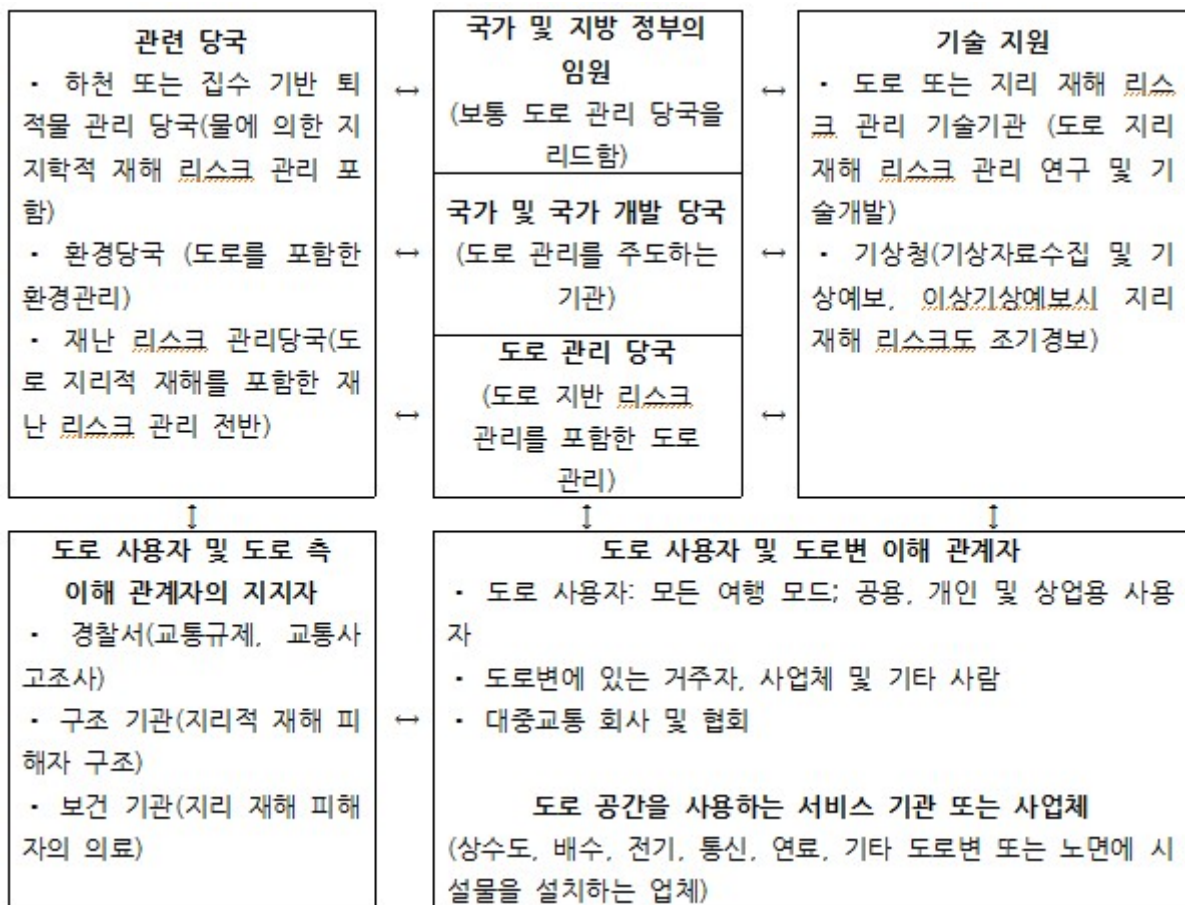 관련 당국
・ 하천 또는 집수 기반 퇴
적물 관리 당국(물에 의한 지
지학적 재해 리스크 관리 포
함)
・ 환경당국 (도로를 포함한
환경관리)
・ 재난 리스크 관리당국(도
로 지리적 재해를 포함한 재
난 리스크 관리 전반)
↔
↔
↔
국가 및 지방 정부의
임원
(보통 도로 관리 당국을
리드함)
국가 및 국가 개발 당국
(도로 관리를 주도하는
기관)
도로 관리 당국
(도로 지반 리스크
관리를 포함한 도로
관리)
↔
↔
↔
기술 지원
・ 도로 또는 지리 재해 리스
크 관리 기술기관 (도로 지리
재해 리스크 관리 연구 및 기
술개발)
・ 기상청(기상자료수집 및 기
상예보, 이상기상예보시 지리
재해 리스크도 조기경보)
↕
↕
↕
도로 사용자 및 도로 측
이해 관계자의 지지자
・ 경찰서(교통규제, 교통사
고조사)
・ 구조 기관(지리적 재해 피
해자 구조)
・ 보건 기관(지리 재해 피해
자의 의료)
↔
도로 사용자 및 도로변 이해 관계자
・ 도로 사용자: 모든 여행 모드; 공용, 개인 및 상업용 사용
자
・ 도로변에 있는 거주자, 사업체 및 기타 사람
・ 대중교통 회사 및 협회
도로 공간을 사용하는 서비스 기관 또는 사업체
(상수도, 배수, 전기, 통신, 연료, 기타 도로변 또는 노면에 시
설물을 설치하는 업체)